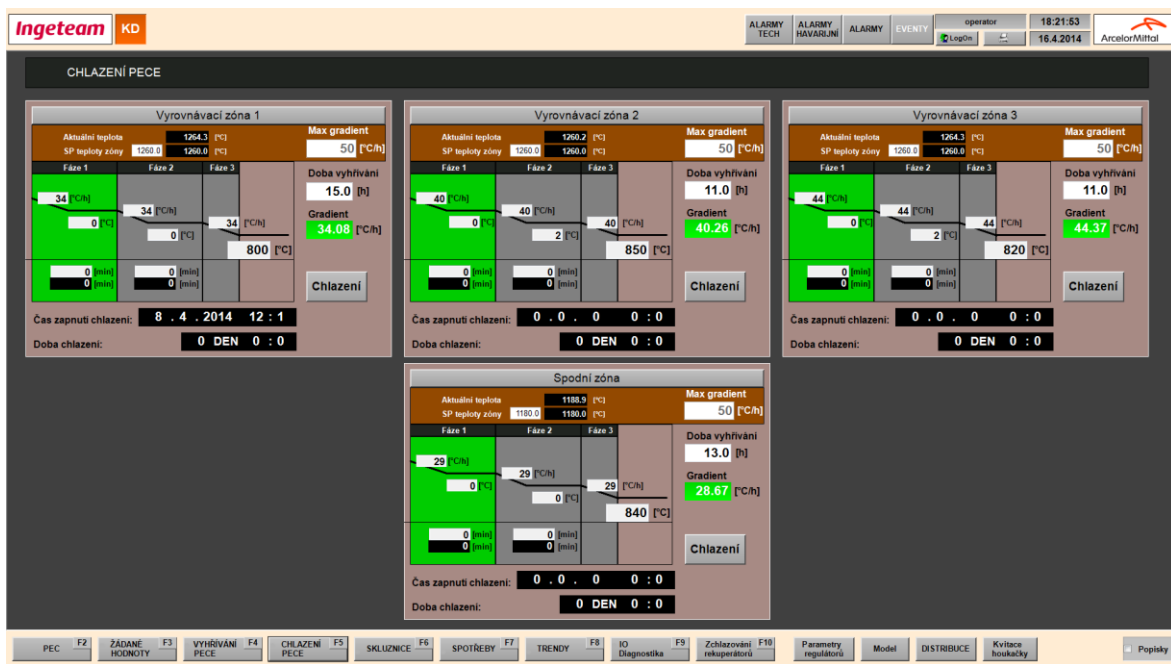 Ingeteam KD
ALARMY TECH ALARMY HAVARIJNÍ ALARMY EVENTY operator 18:21:53
LogOn 16.4.2014 ArcelorMittal
CHLAZENÍ PECE
Vyrovnávací zóna 1
Aktuální teplota 1264.3 [°C] Max gradient
SP teploty zóny 1260.0 1260.0 [°C] 50 [°C/h]
Fáze 1 Fáze 2 Fáze 3 Doba vyhřívání
15.0 [h]
34 [°C/h]
34 [°C/h] Gradient
0 [°C] 34 [°C/h] 34.08 [°C/h]
0 [°C]
800 [°C]
0 [min] 0 [min]
0 [min] 0 [min] Chlazení
Čas zapnutí chlazení: 8 . 4 . 2014 12 : 1
Doba chlazení: 0 DEN 0 : 0
Vyrovnávací zóna 2
Aktuální teplota 1260.2 [°C] Max gradient
SP teploty zóny 1260.0 1260.0 [°C] 50 [°C/h]
Fáze 1 Fáze 2 Fáze 3 Doba vyhřívání
11.0 [h]
40 [°C/h]
40 [°C/h] Gradient
0 [°C] 40 [°C/h] 40.26 [°C/h]
2 [°C]
850 [°C]
0 [min] 0 [min]
0 [min] 0 [min] Chlazení
Čas zapnutí chlazení: 0 . 0 . 0 0 : 0
Doba chlazení: 0 DEN 0 : 0
Vyrovnávací zóna 3
Aktuální teplota 1264.3 [°C] Max gradient
SP teploty zóny 1260.0 1260.0 [°C] 50 [°C/h]
Fáze 1 Fáze 2 Fáze 3 Doba vyhřívání
11.0 [h]
44 [°C/h]
44 [°C/h] Gradient
0 [°C] 44 [°C/h] 44.37 [°C/h]
2 [°C]
820 [°C]
0 [min] 0 [min]
0 [min] 0 [min] Chlazení
Čas zapnutí chlazení: 0 . 0 . 0 0 : 0
Doba chlazení: 0 DEN 0 : 0
Spodní zóna
Aktuální teplota 1188.9 [°C] Max gradient
SP teploty zóny 1180.0 1180.0 [°C] 50 [°C/h]
Fáze 1 Fáze 2 Fáze 3 Doba vyhřívání
13.0 [h]
29 [°C/h]
29 [°C/h] Gradient
0 [°C] 29 [°C/h] 28.67 [°C/h]
0 [°C]
840 [°C]
0 [min] 0 [min]
0 [min] 0 [min] Chlazení
Čas zapnutí chlazení: 0 . 0 . 0 0 : 0
Doba chlazení: 0 DEN 0 : 0
PEC F2 ŽÁDANÉ HODNOTY F3 VYHŘÍVÁNÍ PECE F4 CHLAZENÍ PECE F5 SKLUZNICE F6 SPOTŘEBY F7 TRENDY F8 IO Diagnostika F9 Zchlazování rekuperátorů F10 Parametry regulátorů Model DISTRIBUCE Kvitace houkačky Popisky